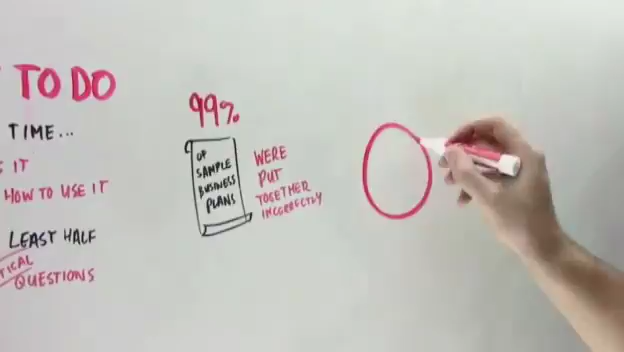 TO DO
TIME...
IT
HOW TO USE IT
LEAST HALF
TICAL
QUESTIONS
99%
OF
SAMPLE
BUSINESS
PLANS
WERE
PUT
TOGETHER
INCORRECTLY